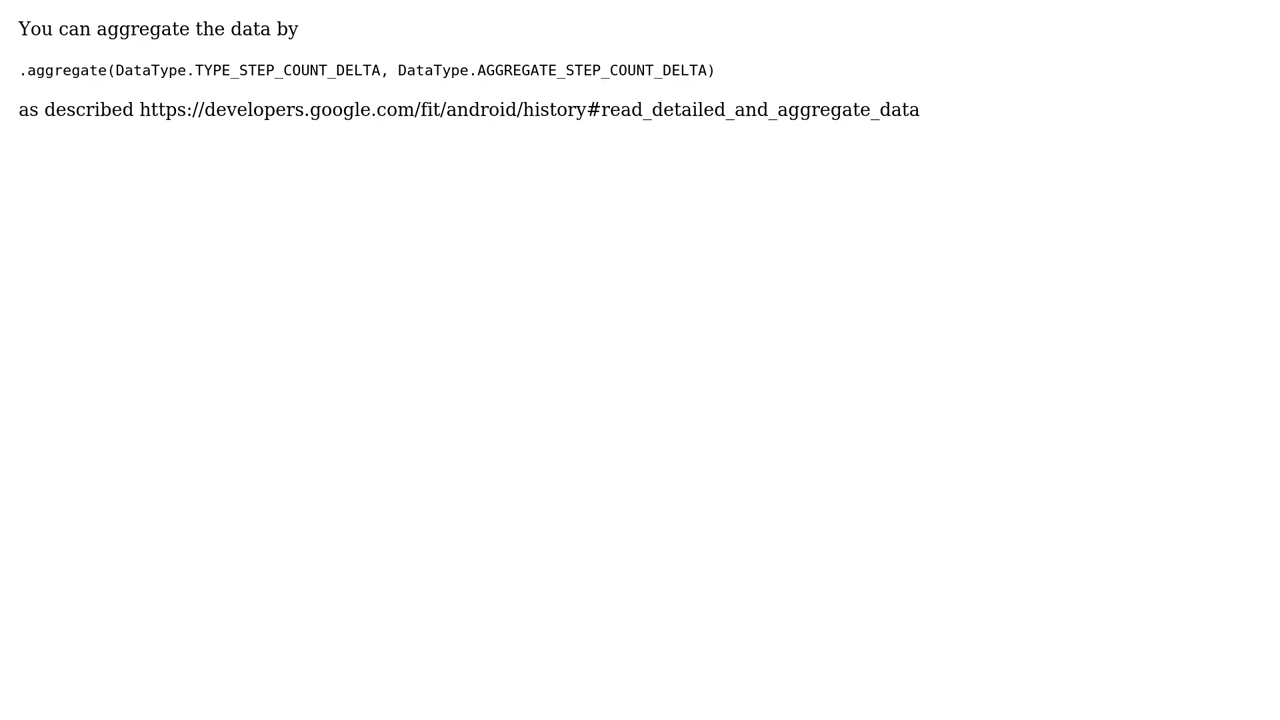 You can aggregate the data by
.aggregate(DataType.TYPE_STEP_COUNT_DELTA, DataType.AGGREGATE_STEP_COUNT_DELTA)
as described https://developers.google.com/fit/android/history#read_detailed_and_aggregate_data